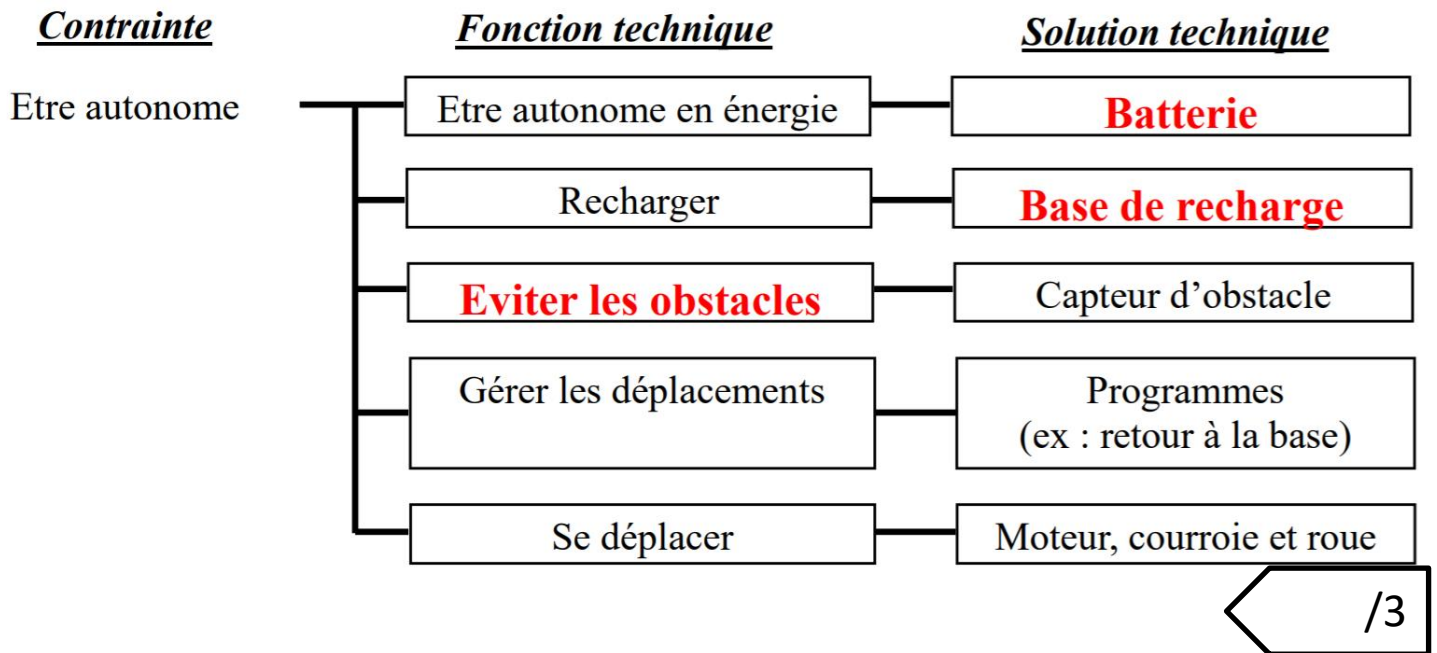 Contrainte Fonction technique Solution technique
Etre autonome Etre autonome en énergie Batterie
Recharger Base de recharge
Eviter les obstacles Capteur d’obstacle
Gérer les déplacements Programmes
(ex : retour à la base)
Se déplacer Moteur, courroie et roue
/3